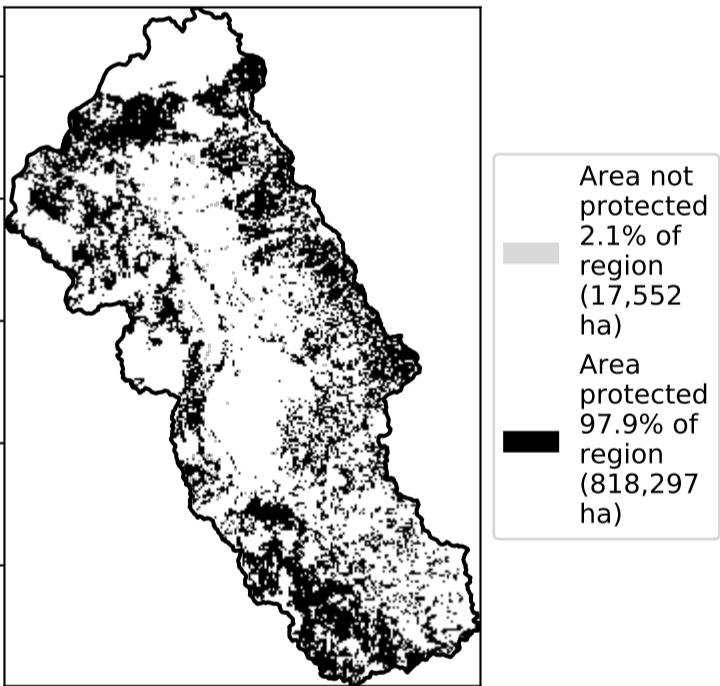 Area not
protected
2.1% of
region
(17,552
ha)
Area
protected
97.9% of
region
(818,297
ha)